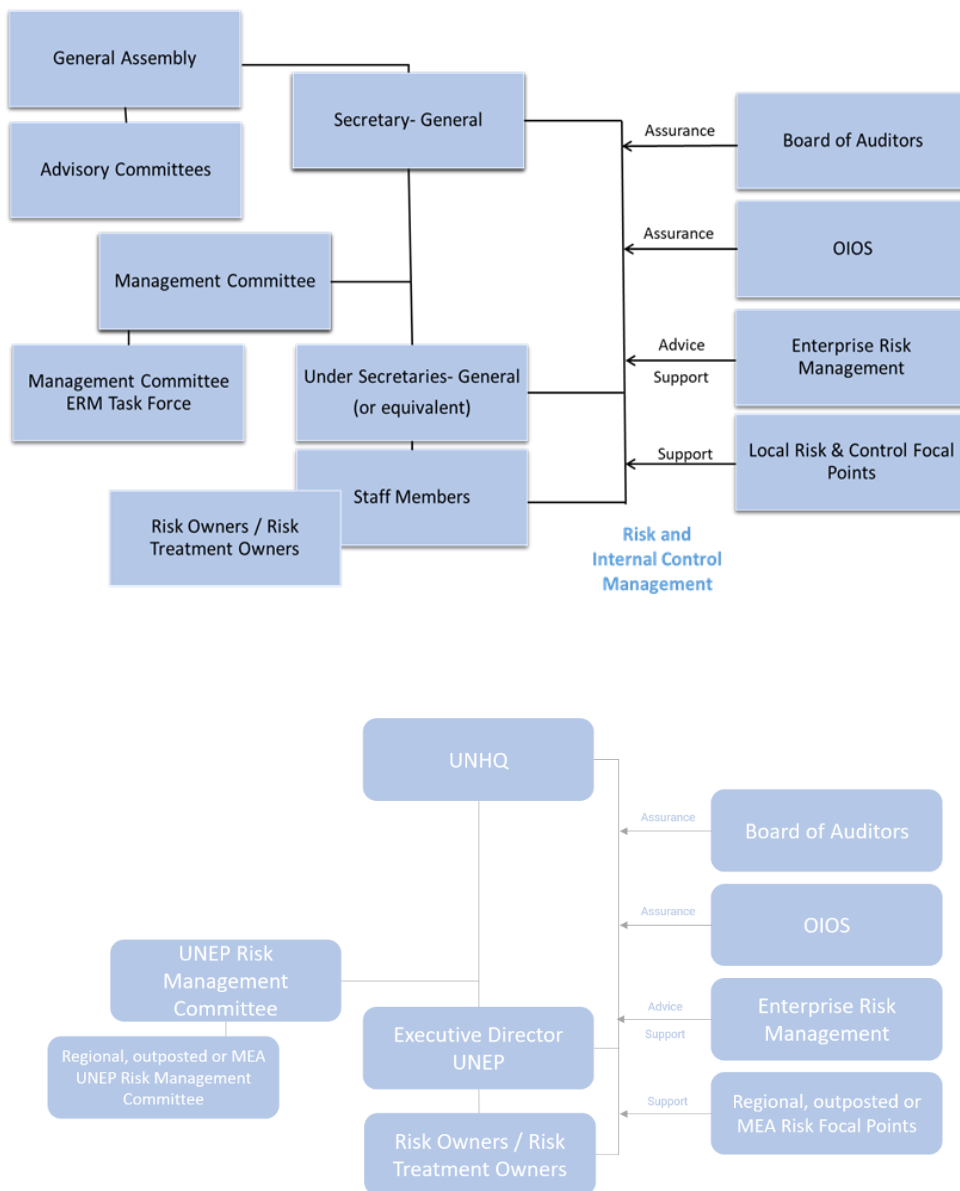 General Assembly
Secretary- General
Assurance
Board of Auditors
Advisory Committees
Assurance
OIOS
Management Committee
Advice
Support
Enterprise Risk
Management
Management Committee
ERM Task Force
Under Secretaries- General
(or equivalent)
Support
Local Risk & Control Focal
Points
Staff Members
Risk Owners / Risk
Treatment Owners
Risk and
Internal Control
Management
UNHQ
Assurance
Board of Auditors
Assurance
OIOS
UNEP Risk
Management
Committee
Advice
Support
Enterprise Risk
Management
Executive Director
UNEP
Regional, outposted or MEA
UNEP Risk Management
Committee
Support
Regional, outposted or
MEA Risk Focal Points
Risk Owners / Risk
Treatment Owners